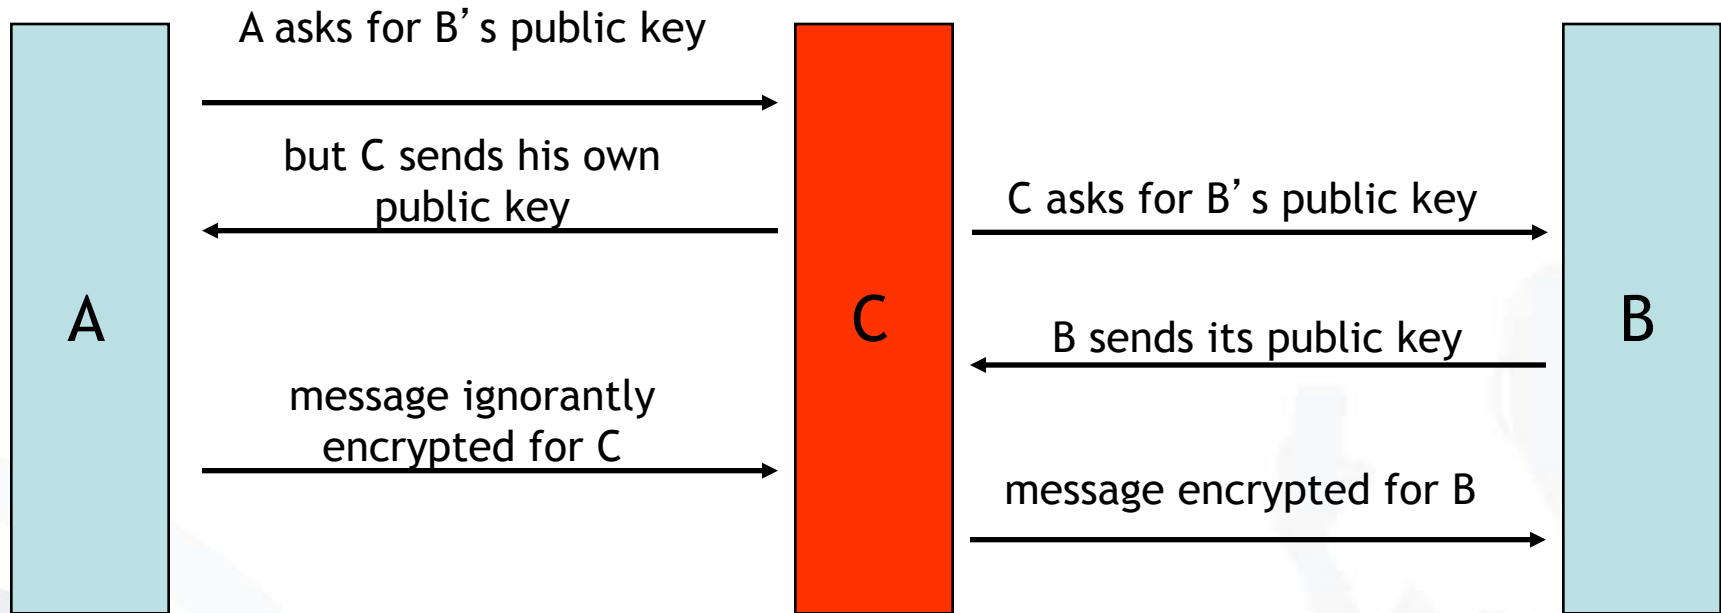 A asks for B’s public key
but C sends his own
public key
C asks for B’s public key
A
C
B
B sends its public key
message ignorantly
encrypted for C
message encrypted for B